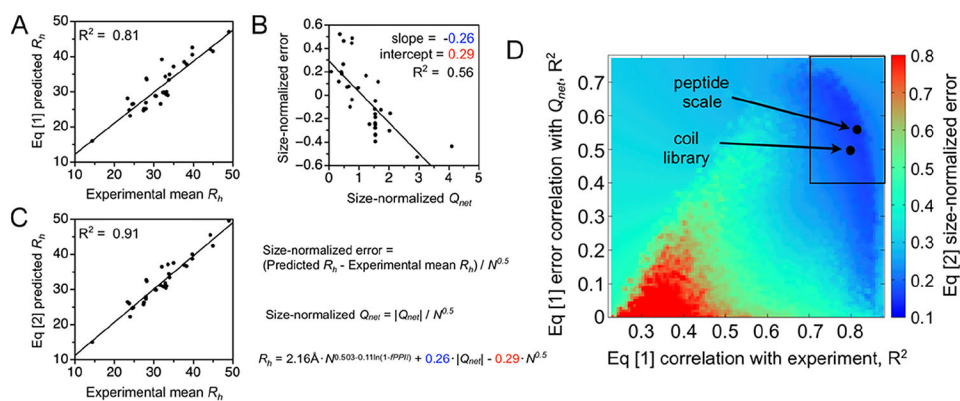 A
R² = 0.81
Eq [1] predicted Rₕ
50
40
30
20
10
10 20 30 40 50
Experimental mean Rₕ
B
slope = -0.26
intercept = 0.29
R² = 0.56
Size-normalized error
0.6
0.4
0.2
0
-0.2
-0.4
-0.6
0 1 2 3 4 5
Size-normalized Qnet
C
R² = 0.91
Eq [2] predicted Rₕ
50
40
30
20
10
10 20 30 40 50
Experimental mean Rₕ
Size-normalized error =
(Predicted Rₕ - Experimental mean Rₕ) / N^0.5
Size-normalized Qnet = |Qnet| / N^0.5
Rₕ = 2.16Å · N^0.503-0.11ln(1-fPPII) + 0.26 · |Qnet| - 0.29 · N^0.5
D
peptide
scale
coil
library
Eq [1] error correlation with Qnet, R²
0.7
0.6
0.5
0.4
0.3
0.2
0.1
0
0.3 0.4 0.5 0.6 0.7 0.8
Eq [1] correlation with experiment, R²
0.8
0.7
0.6
0.5
0.4
0.3
0.2
0.1
Eq [2] size-normalized error